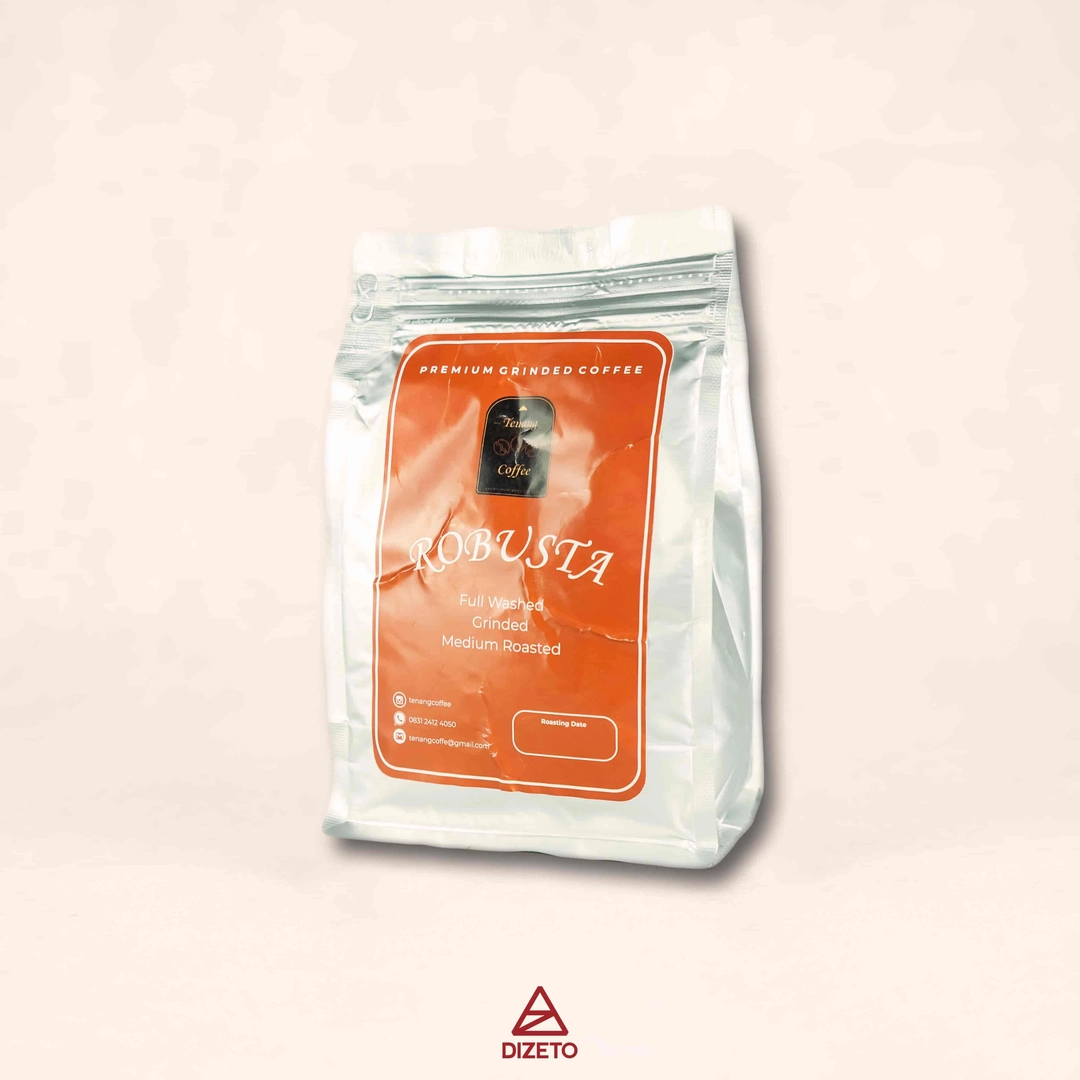 PREMIUM GRINDED COFFEE
Tenang
Coffee
ROBUSTA
Full Washed
Grinded
Medium Roasted
tenangcoffee
0831 2412 4050
tenangcoffe@gmail.com
Roasting Date
DIZETO